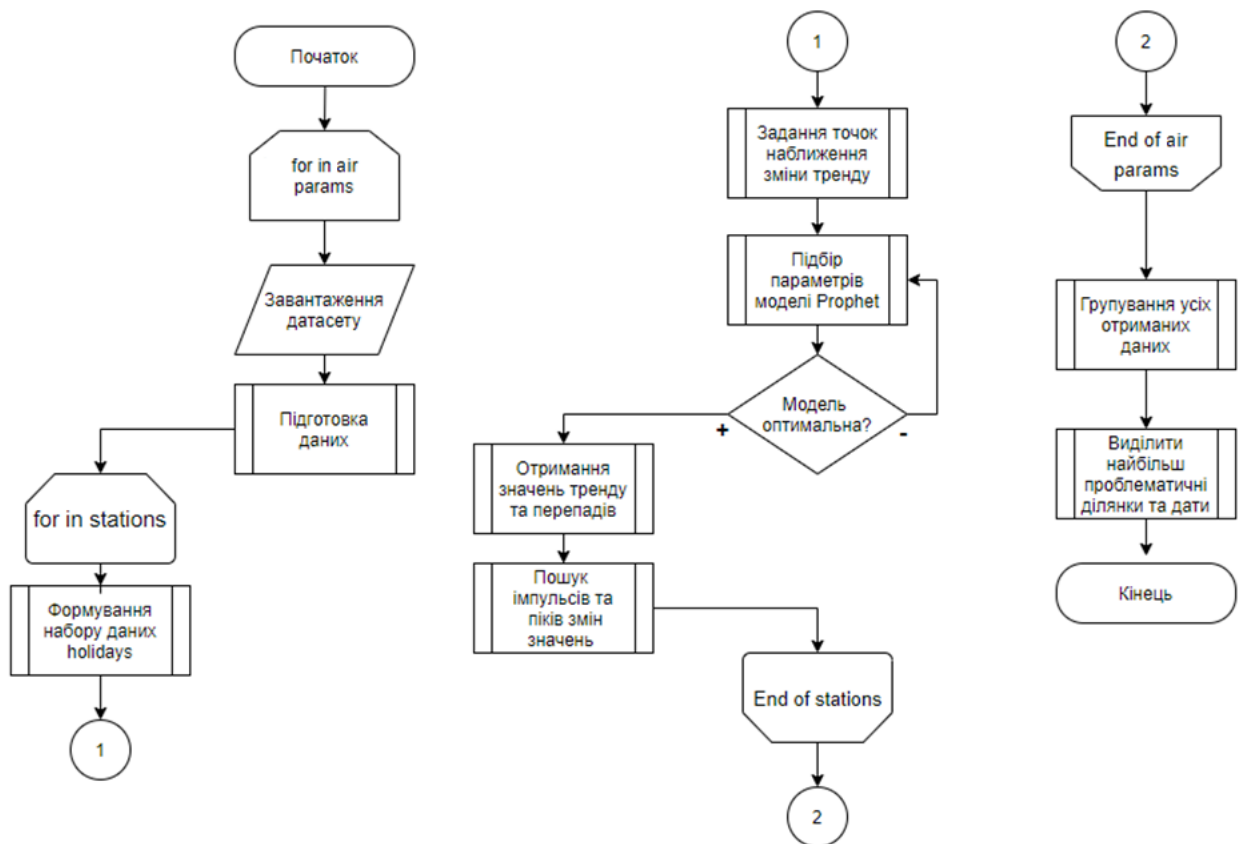 Початок
for in air
params
Завантаження
датасету
Підготовка
даних
for in stations
Формування
набору даних
holidays
1
1
Задання точок
наближення
зміни тренду
Підбір
параметрів
моделі Prophet
Модель
оптимальна?
+
-
Отримання
значень тренду
та перепадів
Пошук
імпульсів та
піків змін
значень
End of stations
2
2
End of air
params
Групування усіх
отриманих
даних
Виділити
найбільш
проблематичні
ділянки та дати
Кінець